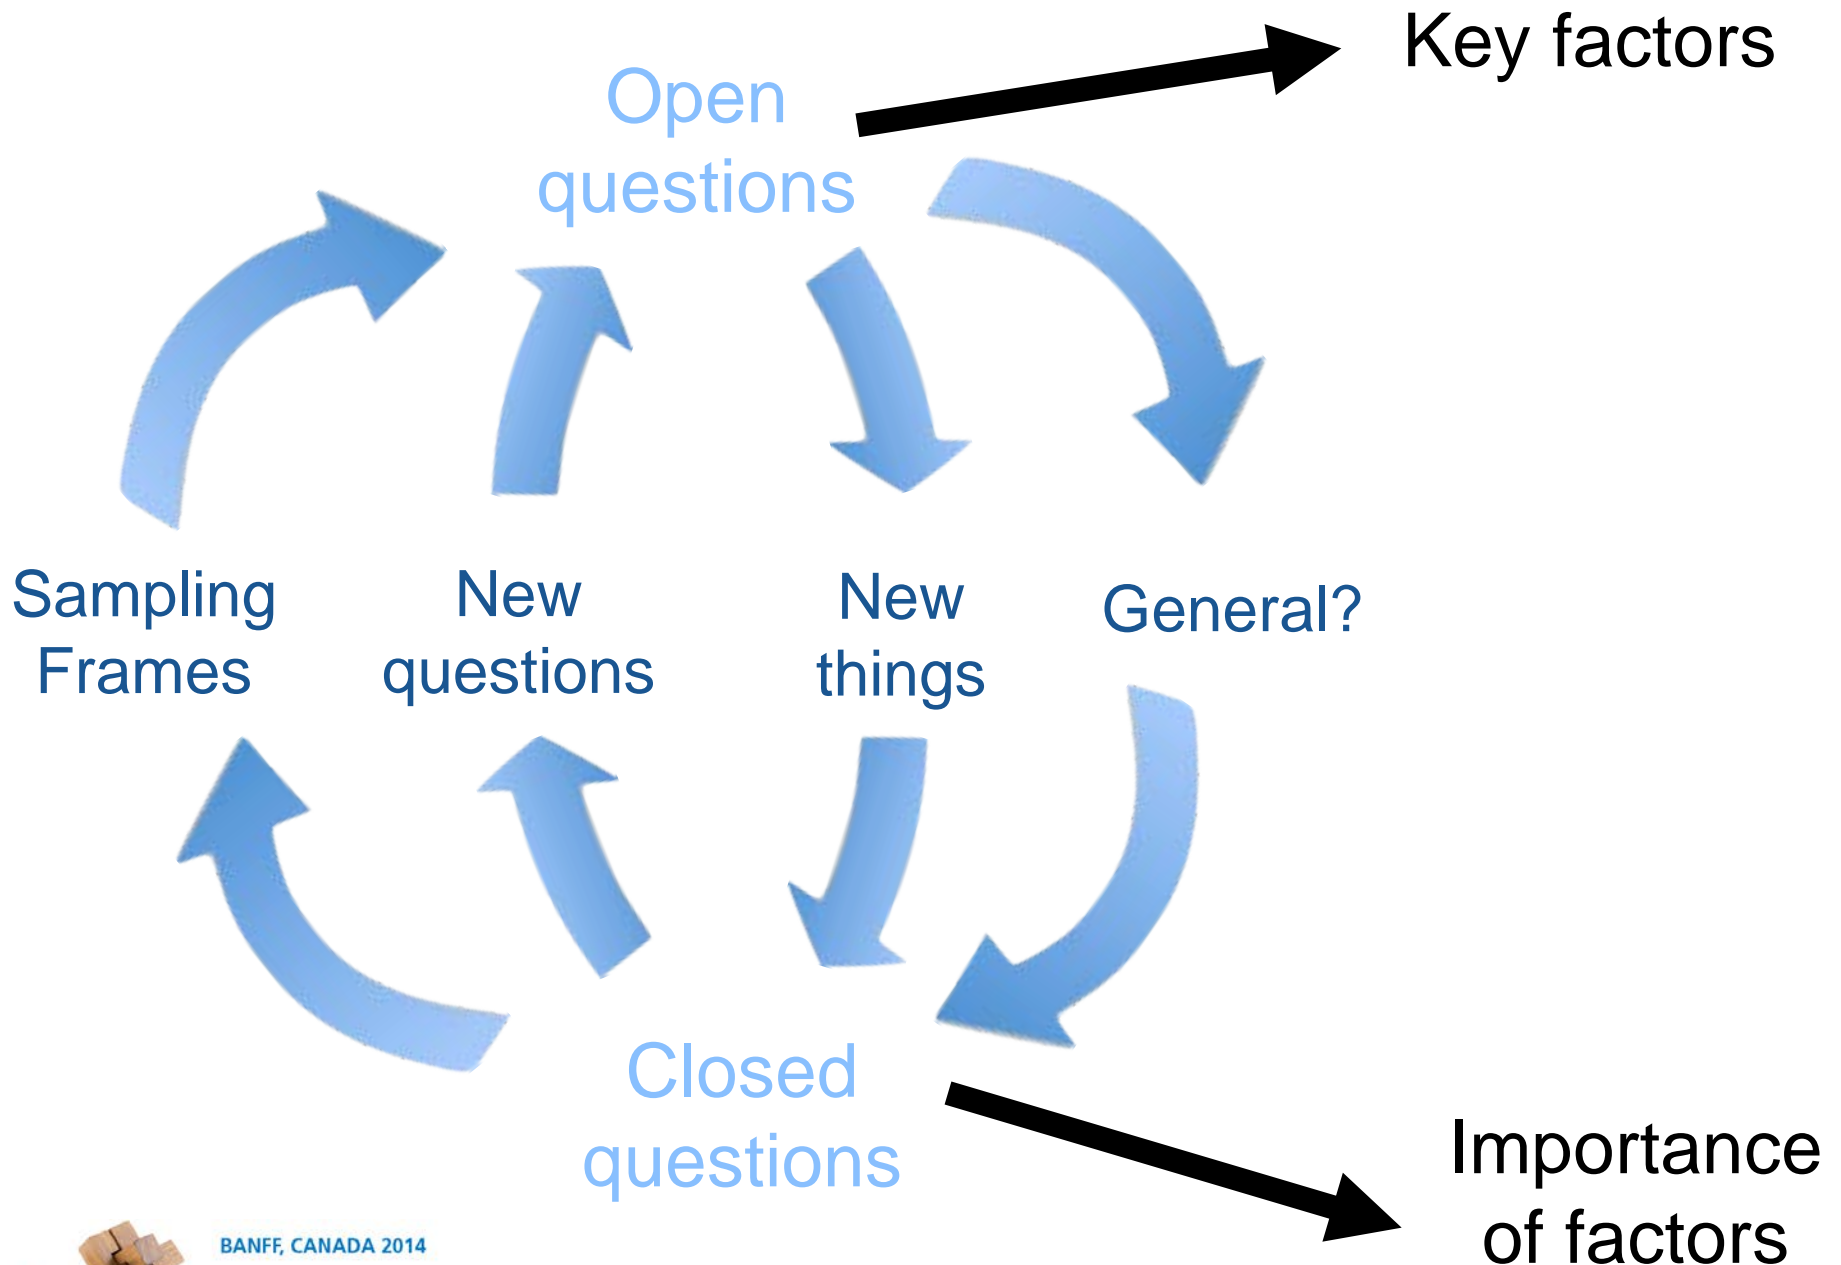 Key factors
Open
questions
Sampling
Frames
New
questions
New
things
General?
Closed
questions
Importance
of factors
BANFF, CANADA 2014